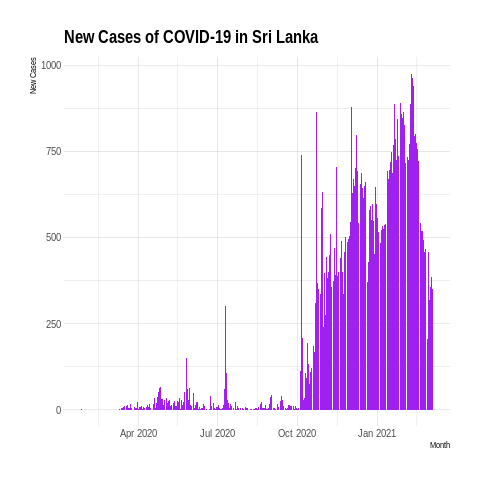 New Cases of COVID-19 in Sri Lanka
New Cases
1000
750
500
250
0
Apr 2020 Jul 2020 Oct 2020 Jan 2021
Month